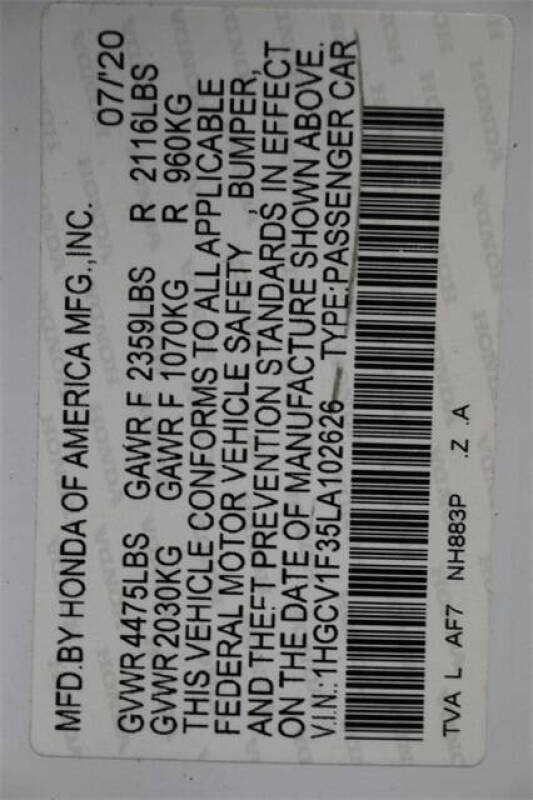 MFD.BY HONDA OF AMERICA MFG.,INC. 07/'20
GVWR 4475LBS GAWR F 2359LBS R 2116LBS
GVWR 2030KG GAWR F 1070KG R 960KG
THIS VEHICLE CONFORMS TO ALL APPLICABLE
FEDERAL MOTOR VEHICLE SAFETY , BUMPER,
AND THEFT PREVENTION STANDARDS IN EFFECT
ON THE DATE OF MANUFACTURE SHOWN ABOVE.
V.I.N.: 1HGCV1F35LA102626 TYPE: PASSENGER CAR
TVA L AF7 NH883P .Z .A